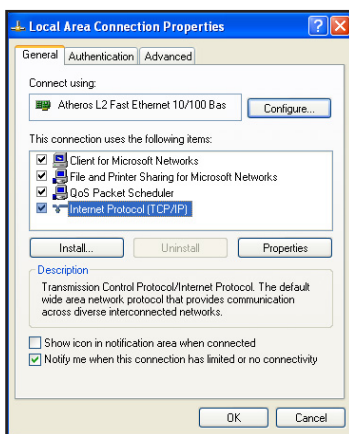 Local Area Connection Properties
General
Authentication
Advanced
Connect using:
Atheros L2 Fast Ethernet 10/100 Bas
Configure...
This connection uses the following items:
Client for Microsoft Networks
File and Printer Sharing for Microsoft Networks
QoS Packet Scheduler
Internet Protocol (TCP/IP)
Install...
Uninstall
Properties
Description
Transmission Control Protocol/Internet Protocol. The default
wide area network protocol that provides communication
across diverse interconnected networks.
Show icon in notification area when connected
Notify me when this connection has limited or no connectivity
OK
Cancel